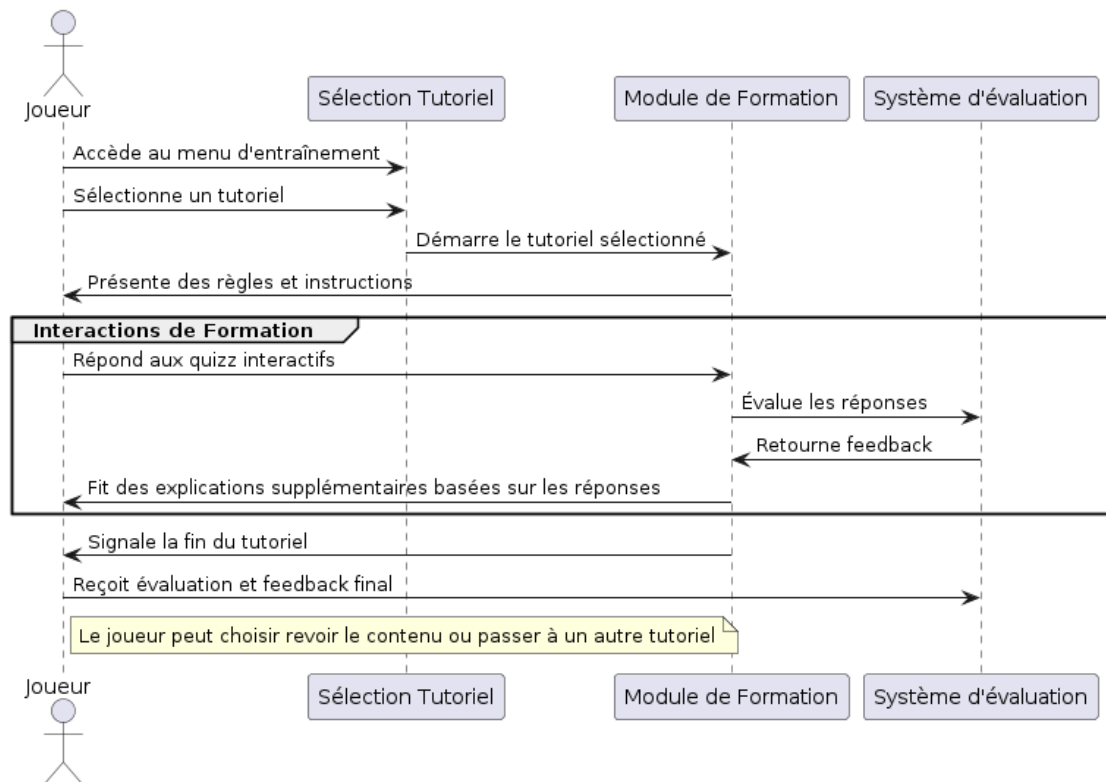 Joueur
Sélection Tutoriel
Module de Formation
Système d'évaluation
Accède au menu d'entraînement
Sélectionne un tutoriel
Démarre le tutoriel sélectionné
Présente des règles et instructions
Interactions de Formation
Répond aux quizz interactifs
Évalue les réponses
Retourne feedback
Fit des explications supplémentaires basées sur les réponses
Signale la fin du tutoriel
Reçoit évaluation et feedback final
Le joueur peut choisir revoir le contenu ou passer à un autre tutoriel
Joueur
Sélection Tutoriel
Module de Formation
Système d'évaluation